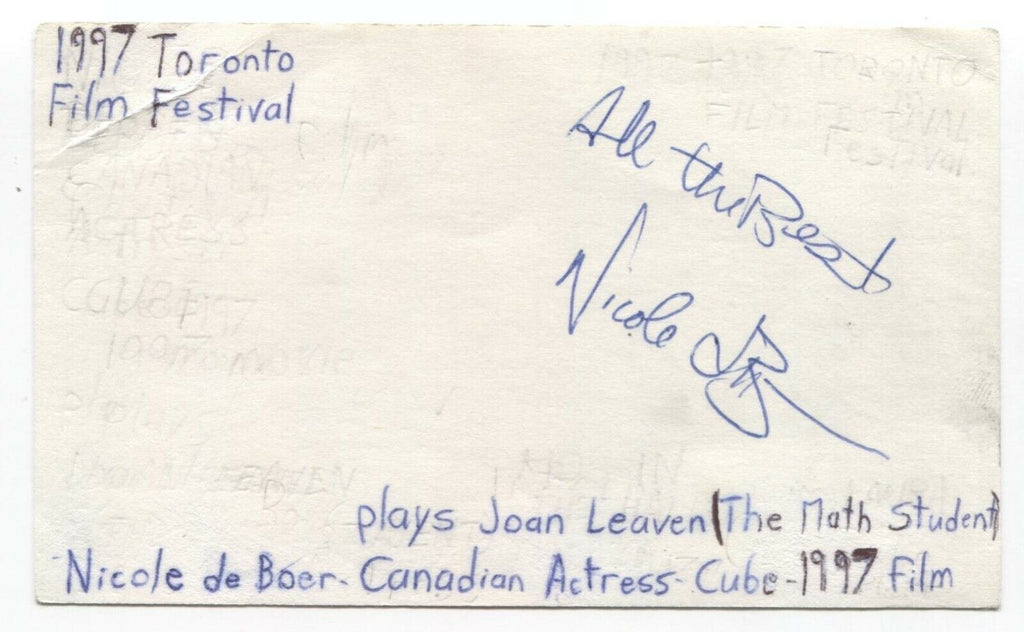 1997 Toronto
Film Festival
All the Best
Nicole
plays Joan Leaven (The Math Student)
Nicole de Boer - Canadian Actress - Cube - 1997 film